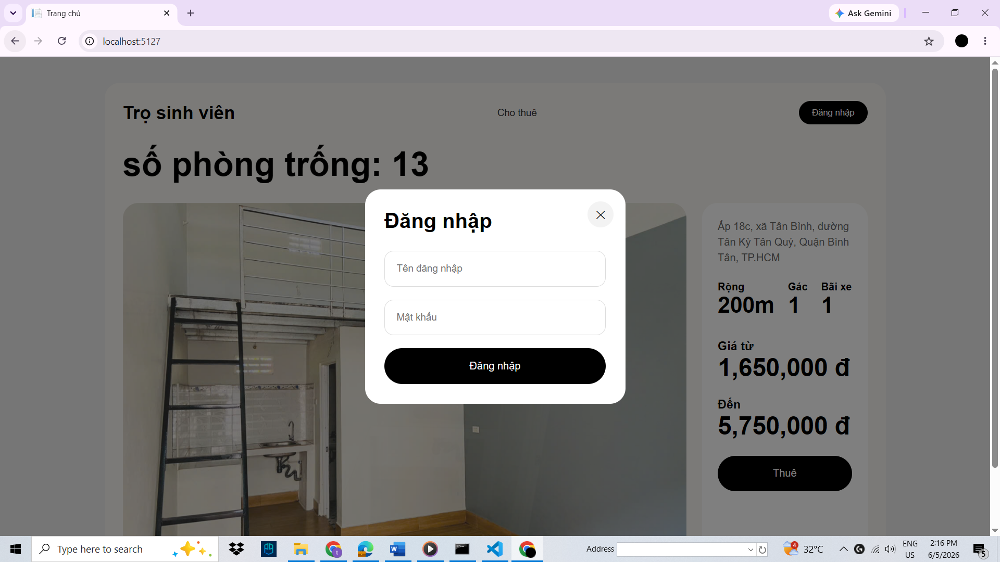 Trang chủ
Ask Gemini
localhost:5127
Trọ sinh viên
Cho thuê
Đăng nhập
số phòng trống: 13
Đăng nhập
Tên đăng nhập
Mật khẩu
Đăng nhập
Ấp 18c, xã Tân Bình, đường
Tân Kỳ Tân Quý, Quận Bình
Tân, TP.HCM
Rộng Gác Bãi xe
200m 1 1
Giá từ
1,650,000 đ
Đến
5,750,000 đ
Thuê
Type here to search
t
W
Address
4
32°C
ENG
US
2:16 PM
6/5/2026
5